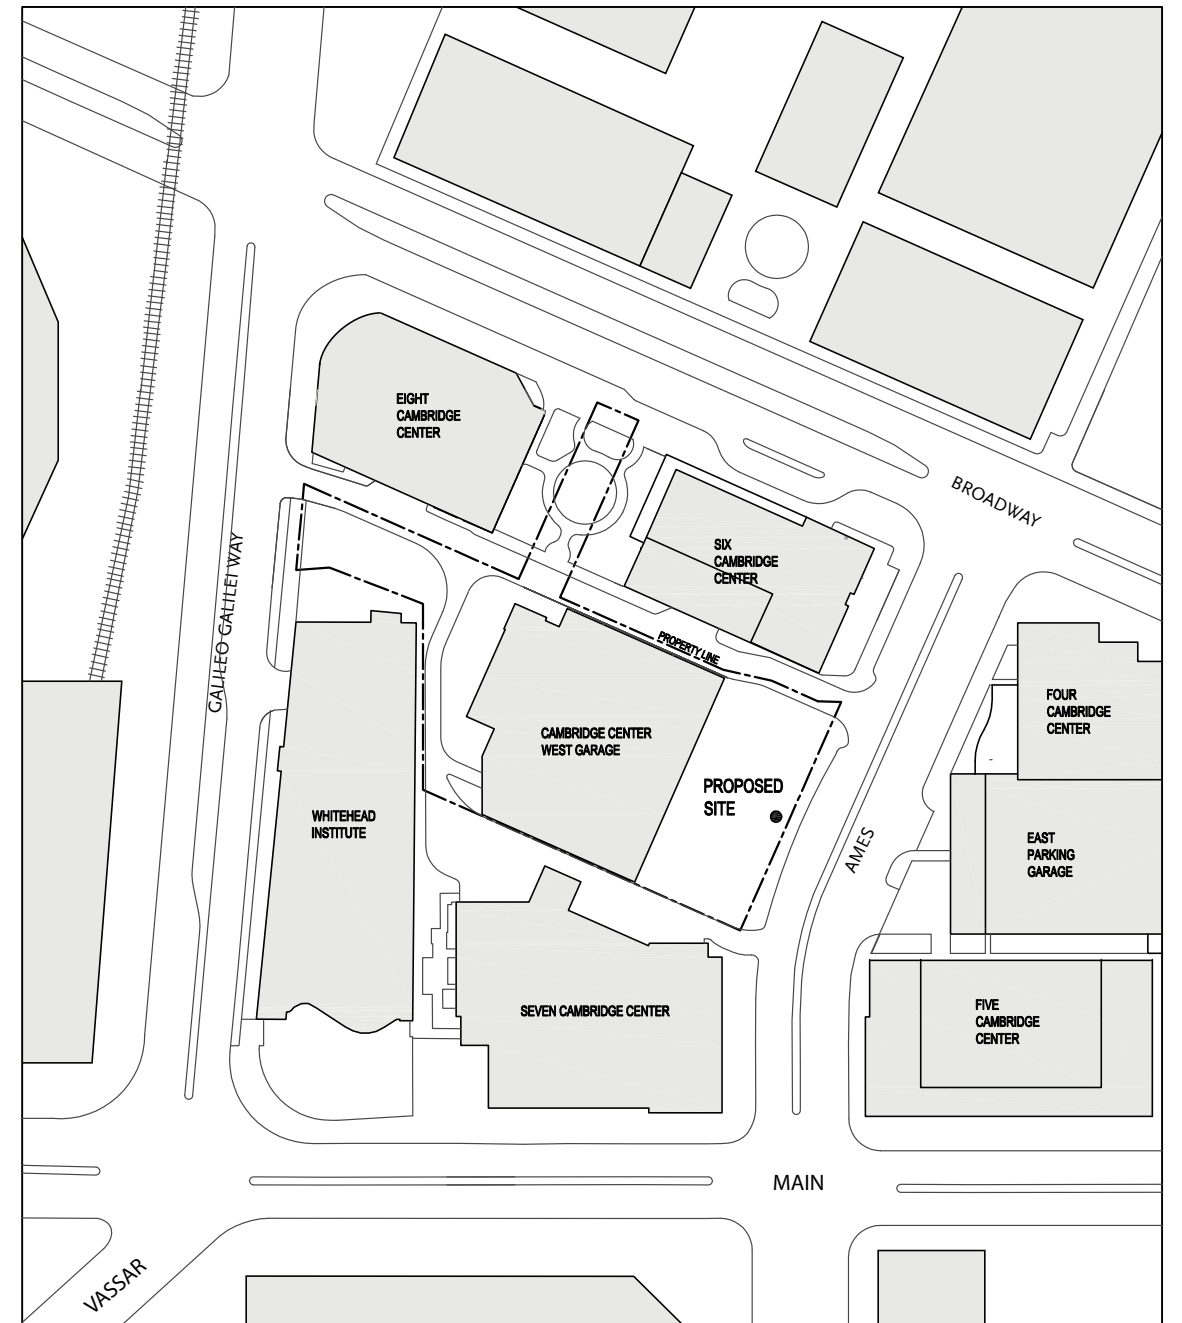 EIGHT
CAMBRIDGE
CENTER
BROADWAY
SIX
CAMBRIDGE
CENTER
GALILEO GALILEI WAY
PROPERTY LINE
FOUR
CAMBRIDGE
CENTER
CAMBRIDGE CENTER
WEST GARAGE
PROPOSED
SITE
WHITEHEAD
INSTITUTE
AMES
EAST
PARKING
GARAGE
SEVEN CAMBRIDGE CENTER
FIVE
CAMBRIDGE
CENTER
MAIN
VASSAR